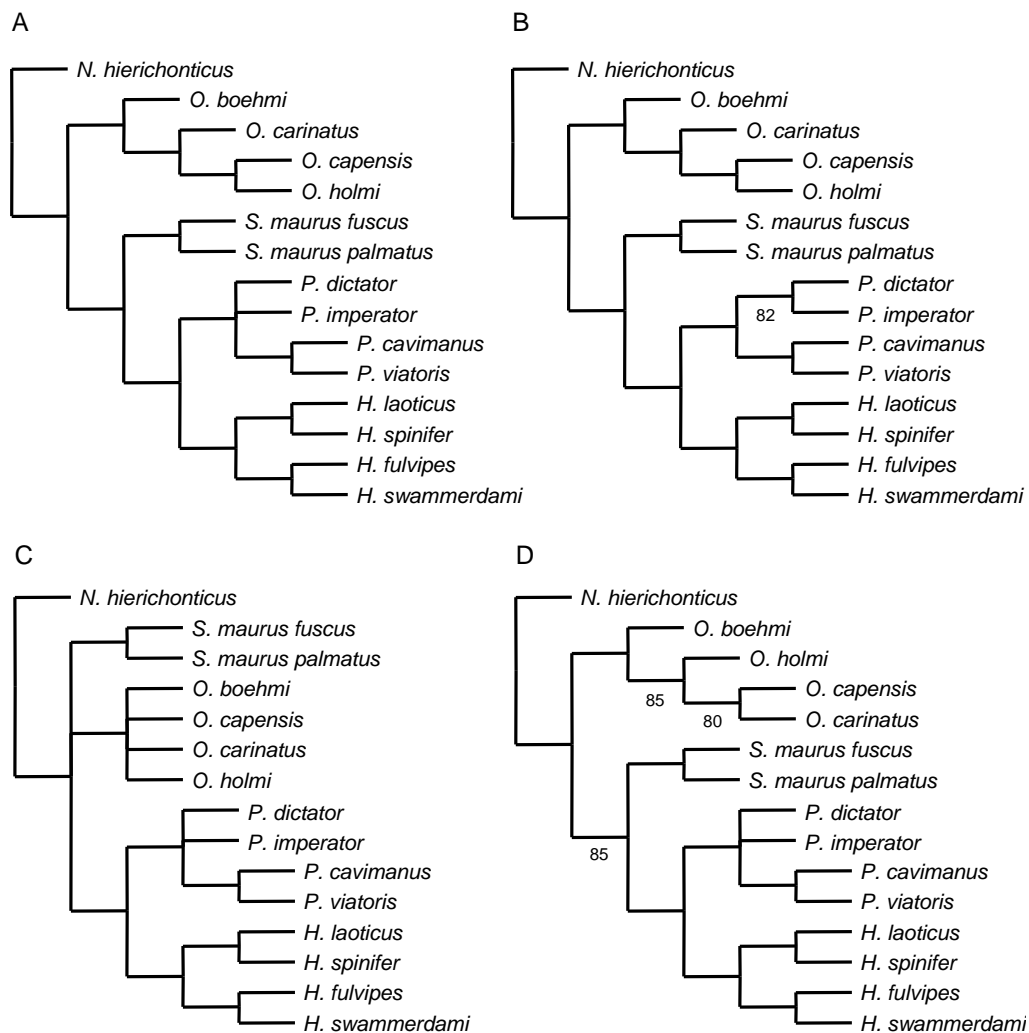 A
N. hierichonticus
O. boehmi
O. carinatus
O. capensis
O. holmi
S. maurus fuscus
S. maurus palmatus
P. dictator
P. imperator
P. cavimanus
P. viatoris
H. laoticus
H. spinifer
H. fulvipes
H. swammerdami
B
N. hierichonticus
O. boehmi
O. carinatus
O. capensis
O. holmi
S. maurus fuscus
S. maurus palmatus
P. dictator
82
P. imperator
P. cavimanus
P. viatoris
H. laoticus
H. spinifer
H. fulvipes
H. swammerdami
C
N. hierichonticus
S. maurus fuscus
S. maurus palmatus
O. boehmi
O. capensis
O. carinatus
O. holmi
P. dictator
P. imperator
P. cavimanus
P. viatoris
H. laoticus
H. spinifer
H. fulvipes
H. swammerdami
D
N. hierichonticus
O. boehmi
O. holmi
85
O. capensis
80
O. carinatus
S. maurus fuscus
S. maurus palmatus
P. dictator
P. imperator
85
P. cavimanus
P. viatoris
H. laoticus
H. spinifer
H. fulvipes
H. swammerdami